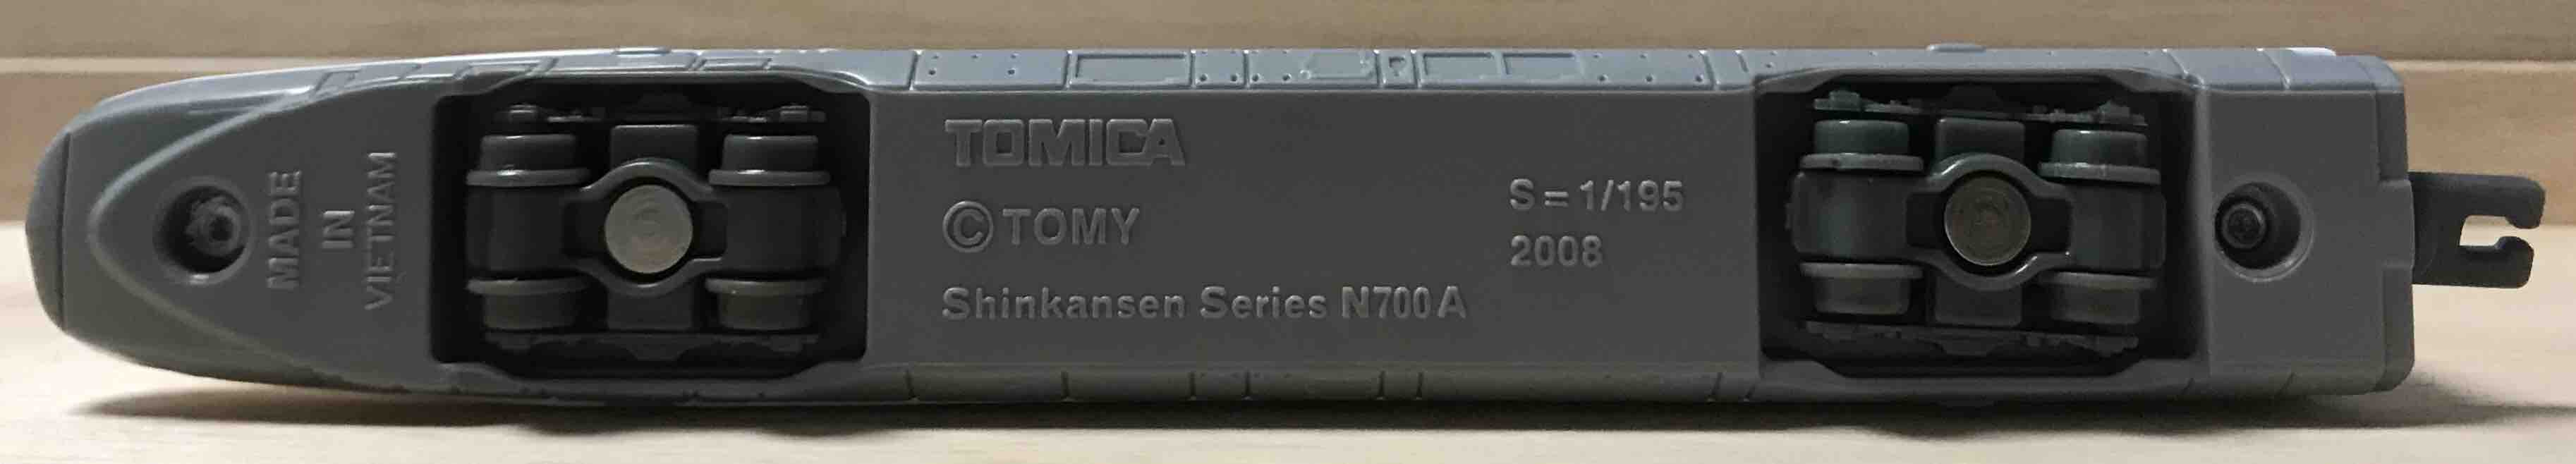 MADE
IN
VIETNAM
TOMICA
© TOMY
Shinkansen Series N700A
S=1/195
2008